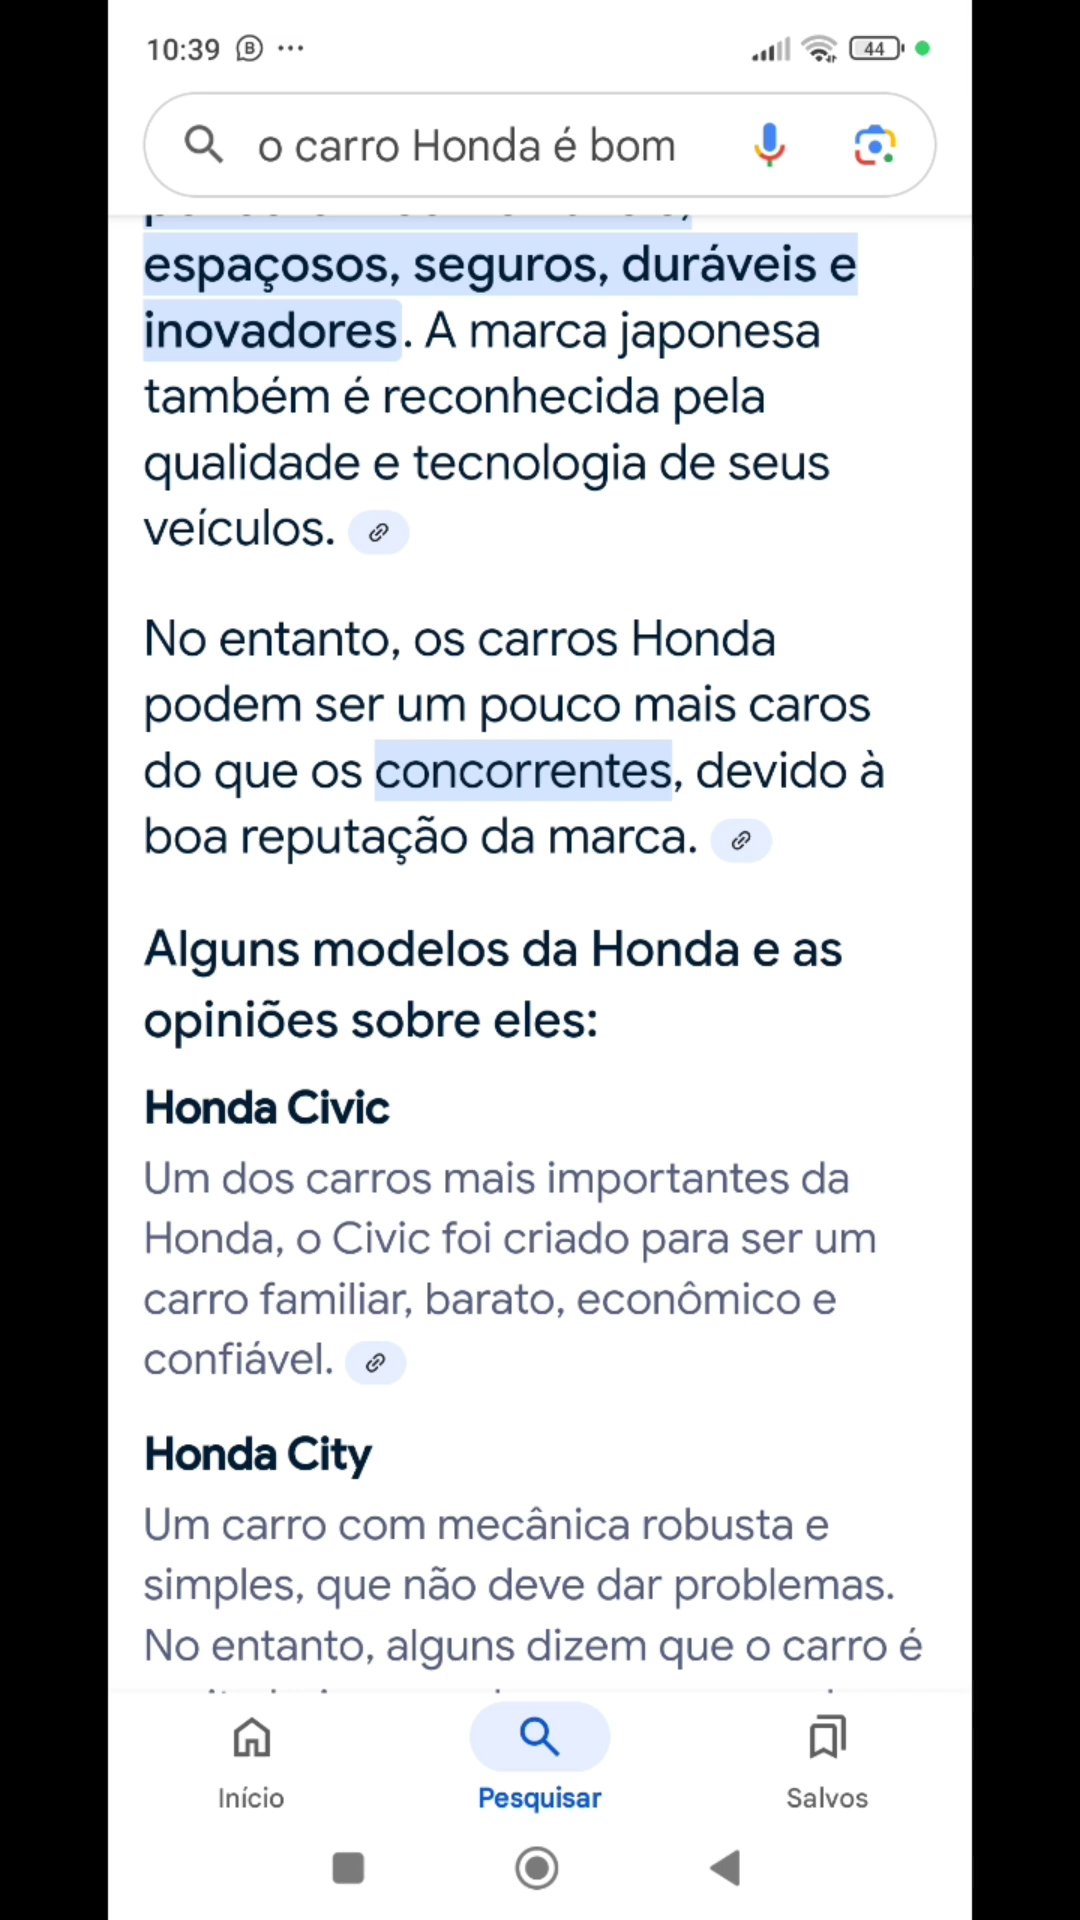 10:39
44
o carro Honda é bom
espaçosos, seguros, duráveis e
inovadores. A marca japonesa
também é reconhecida pela
qualidade e tecnologia de seus
veículos.
No entanto, os carros Honda
podem ser um pouco mais caros
do que os concorrentes, devido à
boa reputação da marca.
Alguns modelos da Honda e as
opiniões sobre eles:
Honda Civic
Um dos carros mais importantes da
Honda, o Civic foi criado para ser um
carro familiar, barato, econômico e
confiável.
Honda City
Um carro com mecânica robusta e
simples, que não deve dar problemas.
No entanto, alguns dizem que o carro é
Início
Pesquisar
Salvos